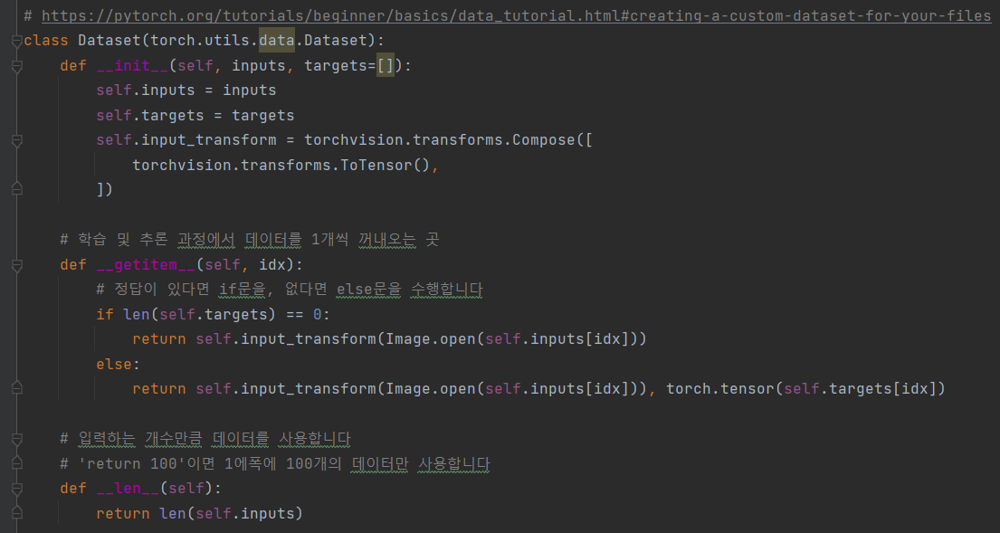 # https://pytorch.org/tutorials/beginner/basics/data_tutorial.html#creating-a-custom-dataset-for-your-files
class Dataset(torch.utils.data.Dataset):
    def __init__(self, inputs, targets=[]):
        self.inputs = inputs
        self.targets = targets
        self.input_transform = torchvision.transforms.Compose([
            torchvision.transforms.ToTensor(),
        ])

    # 학습 및 추론 과정에서 데이터를 1개씩 꺼내오는 곳
    def __getitem__(self, idx):
        # 정답이 있다면 if문을, 없다면 else문을 수행합니다
        if len(self.targets) == 0:
            return self.input_transform(Image.open(self.inputs[idx]))
        else:
            return self.input_transform(Image.open(self.inputs[idx])), torch.tensor(self.targets[idx])

    # 입력하는 개수만큼 데이터를 사용합니다
    # 'return 100'이면 1에폭에 100개의 데이터만 사용합니다
    def __len__(self):
        return len(self.inputs)